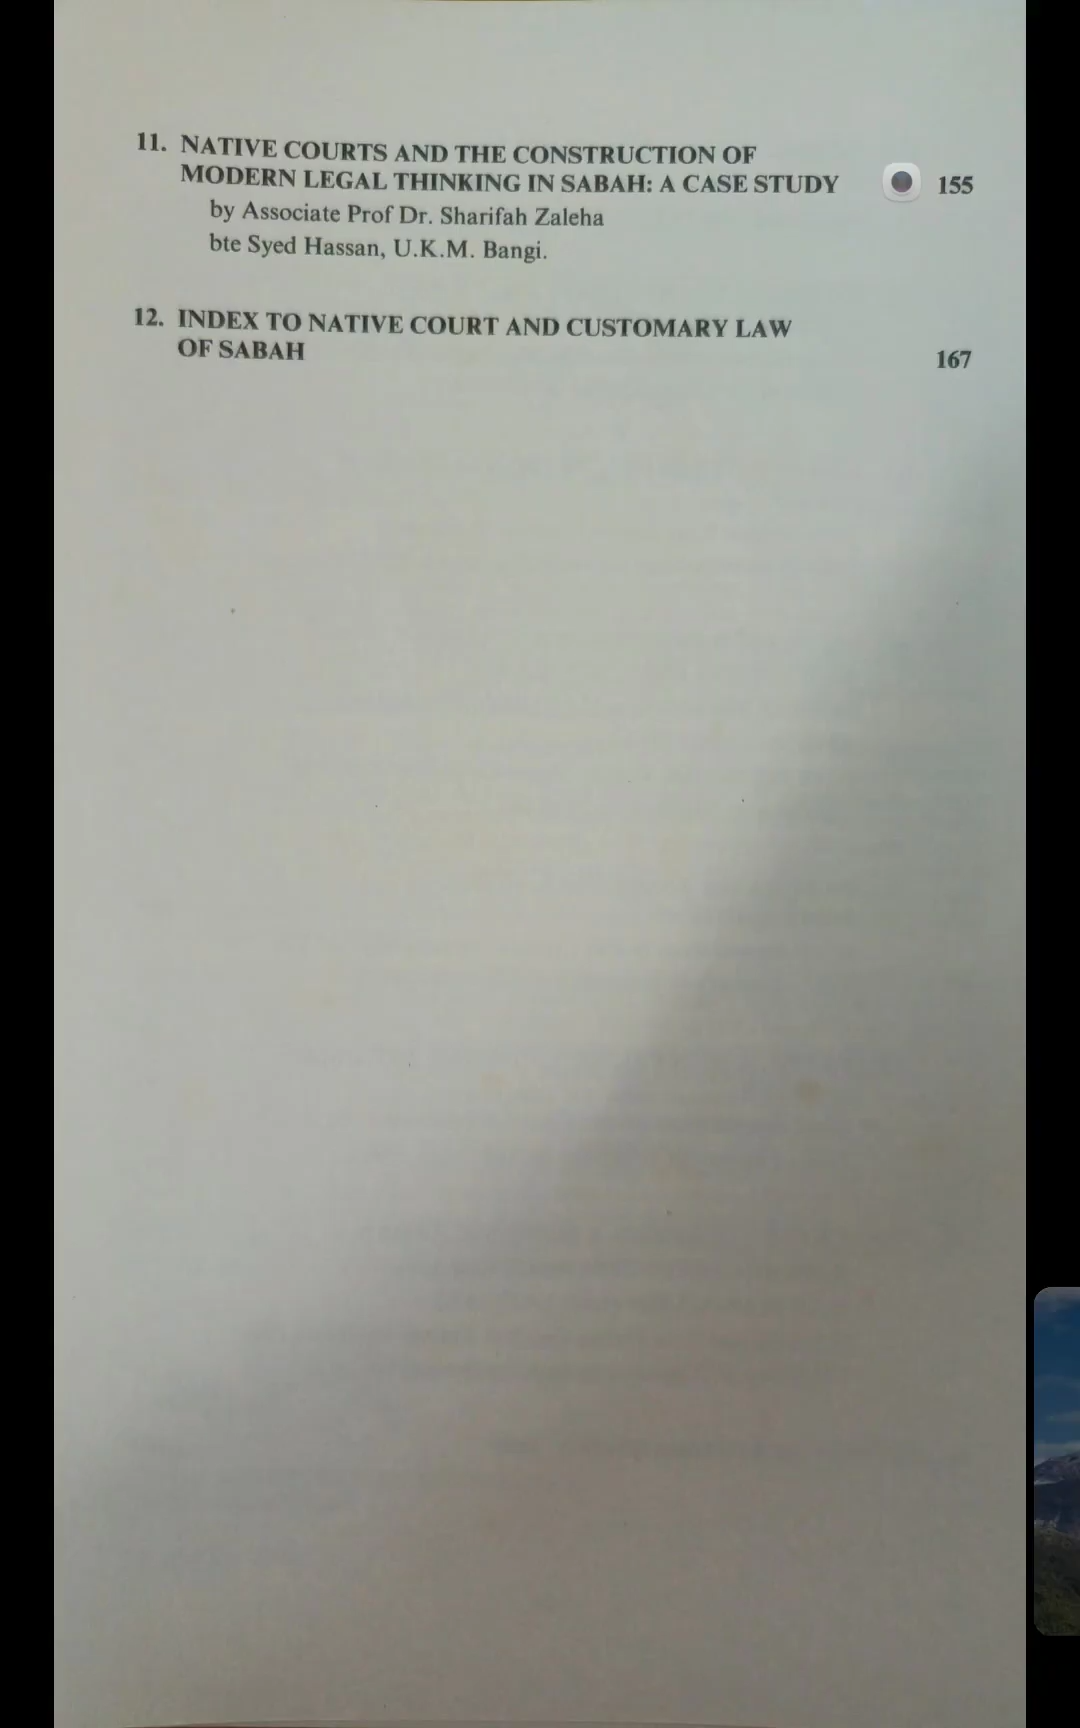 11. NATIVE COURTS AND THE CONSTRUCTION OF
MODERN LEGAL THINKING IN SABAH: A CASE STUDY 155
by Associate Prof Dr. Sharifah Zaleha
bte Syed Hassan, U.K.M. Bangi.
12. INDEX TO NATIVE COURT AND CUSTOMARY LAW
OF SABAH 167